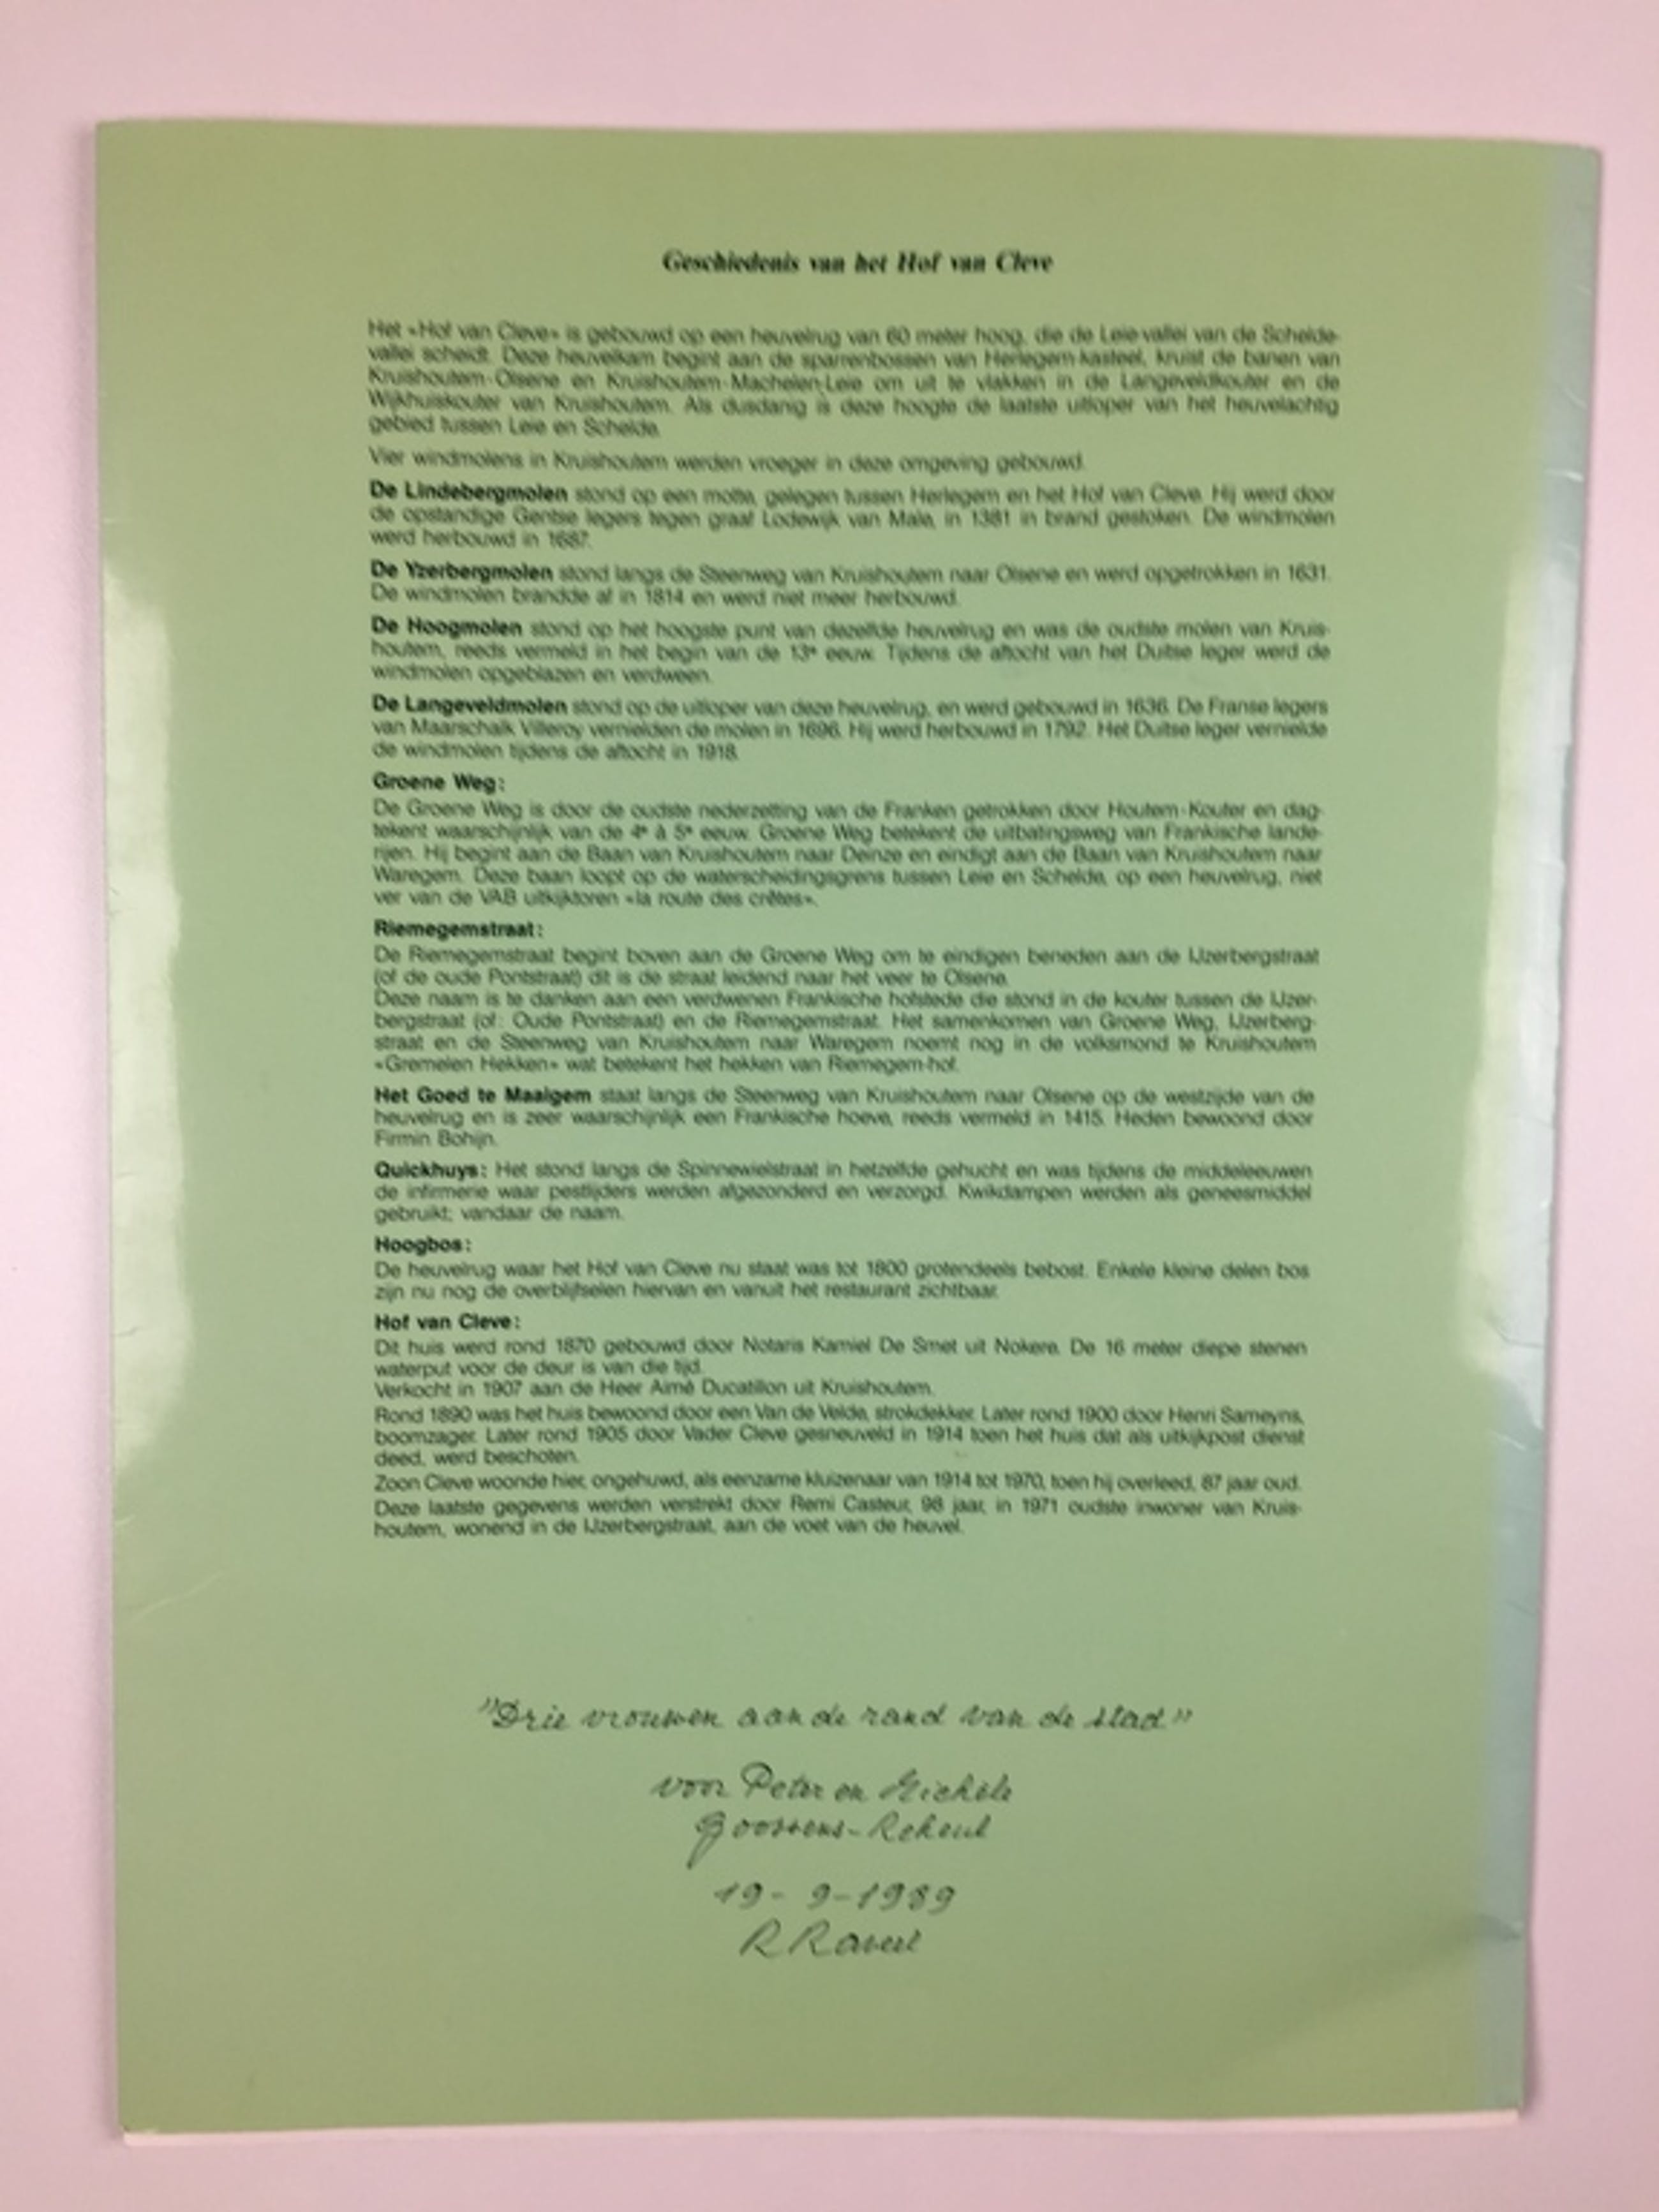 Geschiedenis van het Hof van Cleve
Het «Hof van Cleve» is gebouwd op een heuvelrug van 60 meter hoog, die de Leie-vallei van de Schelde-
vallei scheidt. Deze heuvelkam begint aan de sparrenbossen van Herlegem-kasteel, kruist de banen van
Kruishoutem-Olsene en Kruishoutem-Machelen-Leie om uit te vlakken in de Langeveldkouter en de
Wijkhuiskouter van Kruishoutem. Als dusdanig is deze hoogte de laatste uitloper van het heuvelachtig
gebied tussen Leie en Schelde.
Vier windmolens in Kruishoutem werden vroeger in deze omgeving gebouwd.
De Lindebergmolen stond op een motte, gelegen tussen Herlegem en het Hof van Cleve. Hij werd door
de opstandige Gentse legers tegen graaf Lodewijk van Male, in 1381 in brand gestoken. De windmolen
werd herbouwd in 1687.
De Yzerbergmolen stond langs de Steenweg van Kruishoutem naar Olsene en werd opgetrokken in 1631.
De windmolen brandde af in 1814 en werd niet meer herbouwd.
De Hoogmolen stond op het hoogste punt van dezelfde heuvelrug en was de oudste molen van Kruis-
houtem, reeds vermeld in het begin van de 13e eeuw. Tijdens de aftocht van het Duitse leger werd de
windmolen opgeblazen en verdween.
De Langeveldmolen stond op de uitloper van deze heuvelrug, en werd gebouwd in 1636. De Franse legers
van Maarschalk Villeroy vernielden de molen in 1696. Hij werd herbouwd in 1792. Het Duitse leger vernielde
de windmolen tijdens de aftocht in 1918.
Groene Weg:
De Groene Weg is door de oudste nederzetting van de Franken getrokken door Houtem-Kouter en dag-
tekent waarschijnlijk van de 4e à 5e eeuw. Groene Weg betekent de uitbatingsweg van Frankische lande-
rijen. Hij begint aan de Baan van Kruishoutem naar Deinze en eindigt aan de Baan van Kruishoutem naar
Waregem. Deze baan loopt op de waterscheidingsgrens tussen Leie en Schelde, op een heuvelrug, niet
ver van de VAB uitkijktoren «la route des crêtes».
Riemegemstraat:
De Riemegemstraat begint boven aan de Groene Weg om te eindigen beneden aan de IJzerbergstraat
(of de oude Pontstraat) dit is de straat leidend naar het veer te Olsene.
Deze naam is te danken aan een verdwenen Frankische hofstede die stond in de kouter tussen de IJzer-
bergstraat (of: Oude Pontstraat) en de Riemegemstraat. Het samenkomen van Groene Weg, IJzerberg-
straat en de Steenweg van Kruishoutem naar Waregem noemt nog in de volksmond te Kruishoutem
«Gremelen Hekken» wat betekent het hekken van Riemegem-hof.
Het Goed te Maalgem staat langs de Steenweg van Kruishoutem naar Olsene op de westzijde van de
heuvelrug en is zeer waarschijnlijk een Frankische hoeve, reeds vermeld in 1415. Heden bewoond door
Firmin Bohijn.
Quickhuys: Het stond langs de Spinnewielstraat in hetzelfde gehucht en was tijdens de middeleeuwen
de infirmerie waar pestlijders werden afgezonderd en verzorgd. Kwikdampen werden als geneesmiddel
gebruikt; vandaar de naam.
Hoogbos:
De heuvelrug waar het Hof van Cleve nu staat was tot 1800 grotendeels bebost. Enkele kleine delen bos
zijn nu nog de overblijfselen hiervan en vanuit het restaurant zichtbaar.
Hof van Cleve:
Dit huis werd rond 1870 gebouwd door Notaris Kamiel De Smet uit Nokere. De 16 meter diepe stenen
waterput voor de deur is van die tijd.
Verkocht in 1907 aan de Heer Aimé Ducatillon uit Kruishoutem.
Rond 1890 was het huis bewoond door een Van de Velde, strokdekker. Later rond 1900 door Henri Sameyns,
boomzager. Later rond 1905 door Vader Cleve gesneuveld in 1914 toen het huis dat als uitkijkpost dienst
deed, werd beschoten.
Zoon Cleve woonde hier, ongehuwd, als eenzame kluizenaar van 1914 tot 1970, toen hij overleed, 87 jaar oud.
Deze laatste gegevens werden verstrekt door Remi Casteur, 98 jaar, in 1971 oudste inwoner van Kruis-
houtem, wonend in de IJzerbergstraat, aan de voet van de heuvel.
"Drie vrouwen aan de rand van de stad"
voor Peter en Michèle
Goossens-
19-9-1989
R Raveel